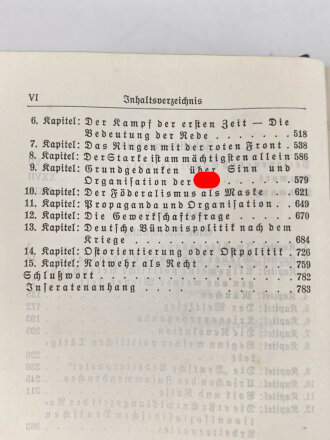 VI Inhaltsverzeichnis
6. Kapitel: Der Kampf der ersten Zeit — Die
Bedeutung der Rede 518
7. Kapitel: Das Ringen mit der roten Front 538
8. Kapitel: Der Starke ist am mächtigsten allein 586
9. Kapitel: Grundgedanken über Sinn und
Organisation der 579
10. Kapitel: Der Föderalismus als Maske 621
11. Kapitel: Propaganda und Organisation 649
12. Kapitel: Die Gewerkschaftsfrage 670
13. Kapitel: Deutsche Bündnispolitik nach dem
Kriege 684
14. Kapitel: Ostorientierung oder Ostpolitik 726
15. Kapitel: Notwehr als Recht 759
Schlußwort 782
Inseratenanhang 783